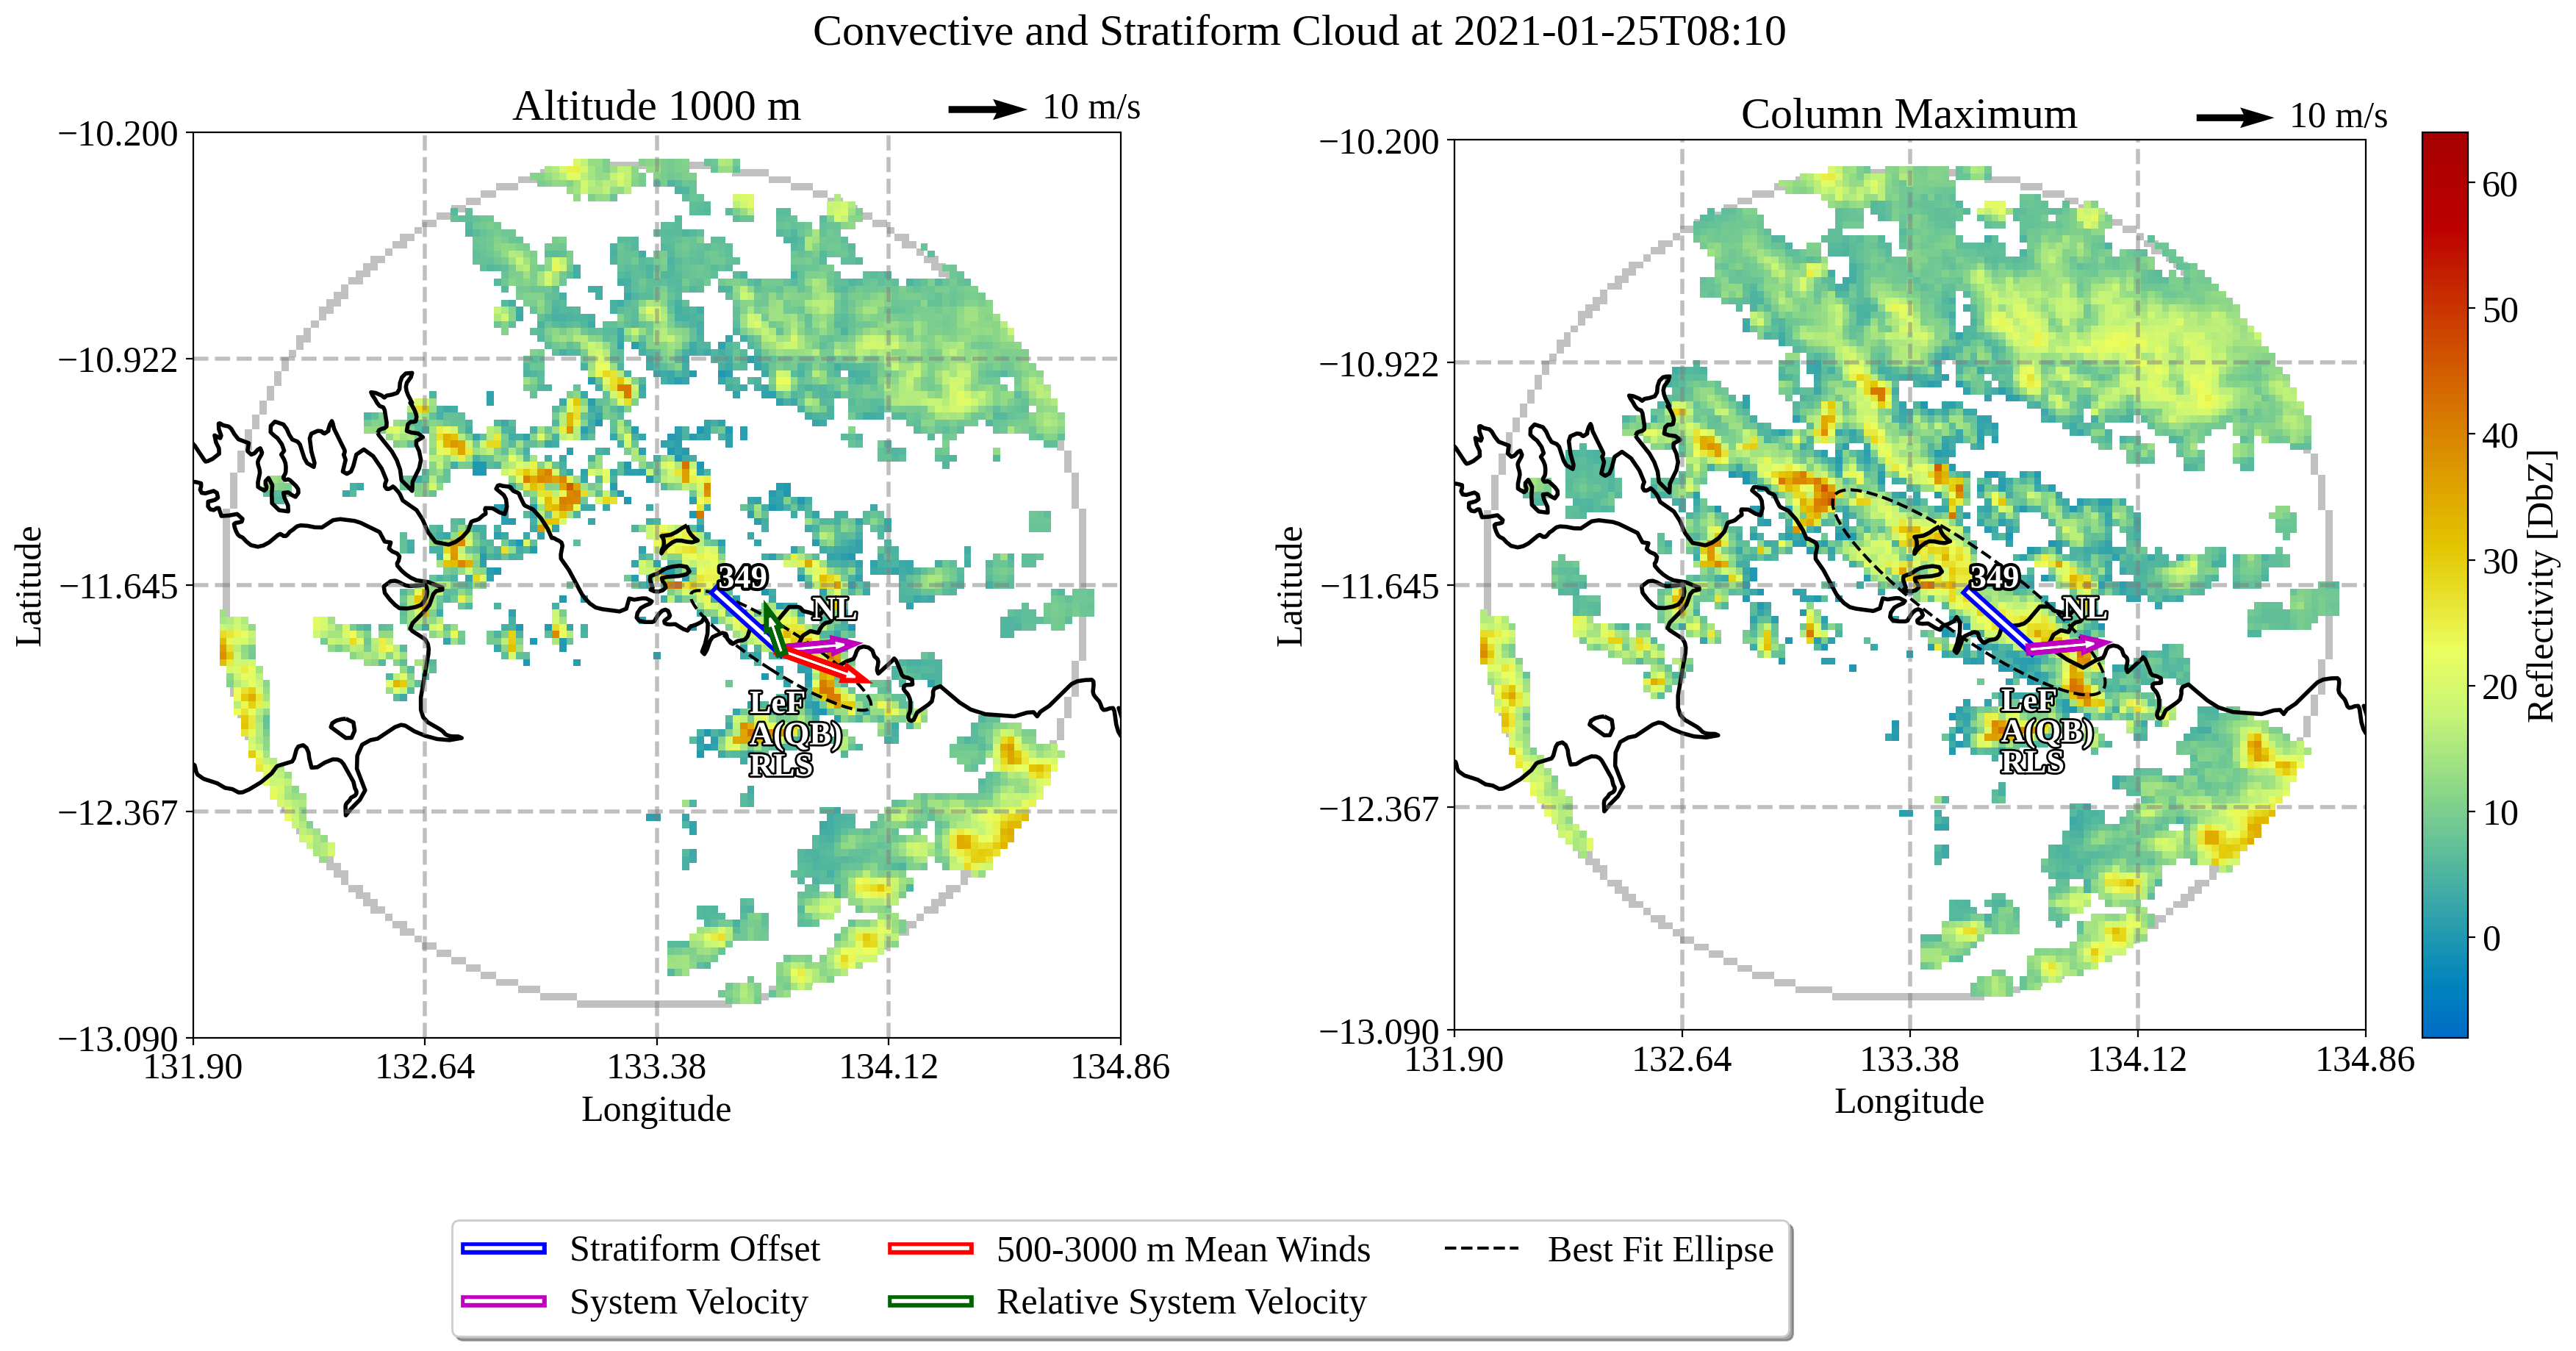 Convective and Stratiform Cloud at 2021-01-25T08:10
Altitude 1000 m
10 m/s
−10.200
−10.922
−11.645
−12.367
−13.090
131.90
132.64
133.38
134.12
134.86
Longitude
Latitude
349
NL
LeF
A(QB)
RLS
Column Maximum
10 m/s
−10.200
−10.922
−11.645
−12.367
−13.090
131.90
132.64
133.38
134.12
134.86
Longitude
Latitude
349
NL
LeF
A(QB)
RLS
60
50
40
30
20
10
0
Reflectivity [DbZ]
Stratiform Offset
System Velocity
500-3000 m Mean Winds
Relative System Velocity
Best Fit Ellipse